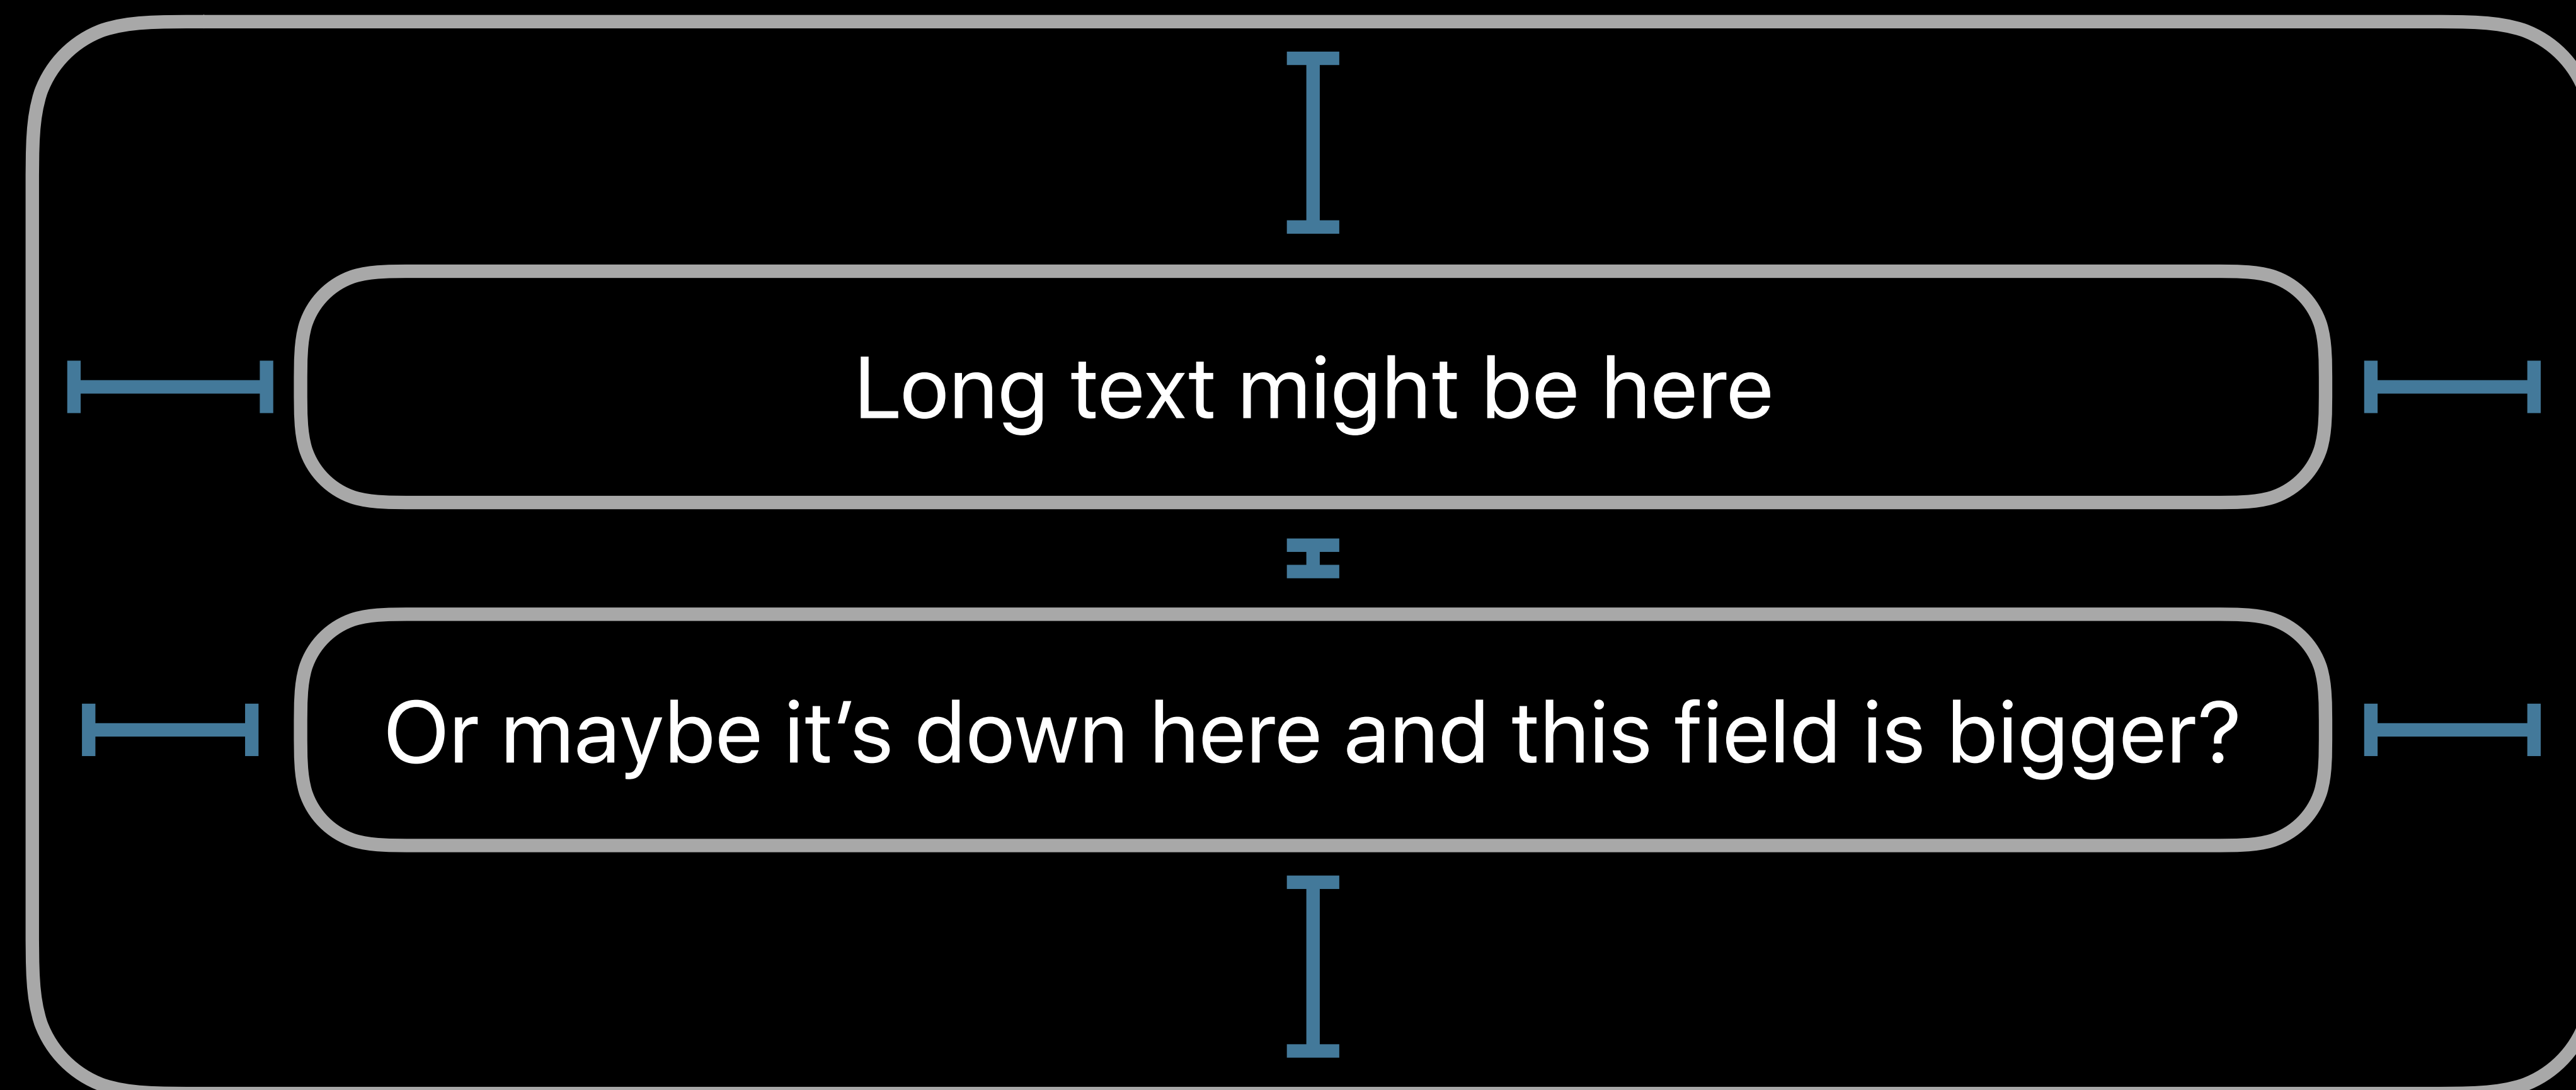 Long text might be here
Or maybe it’s down here and this field is bigger?